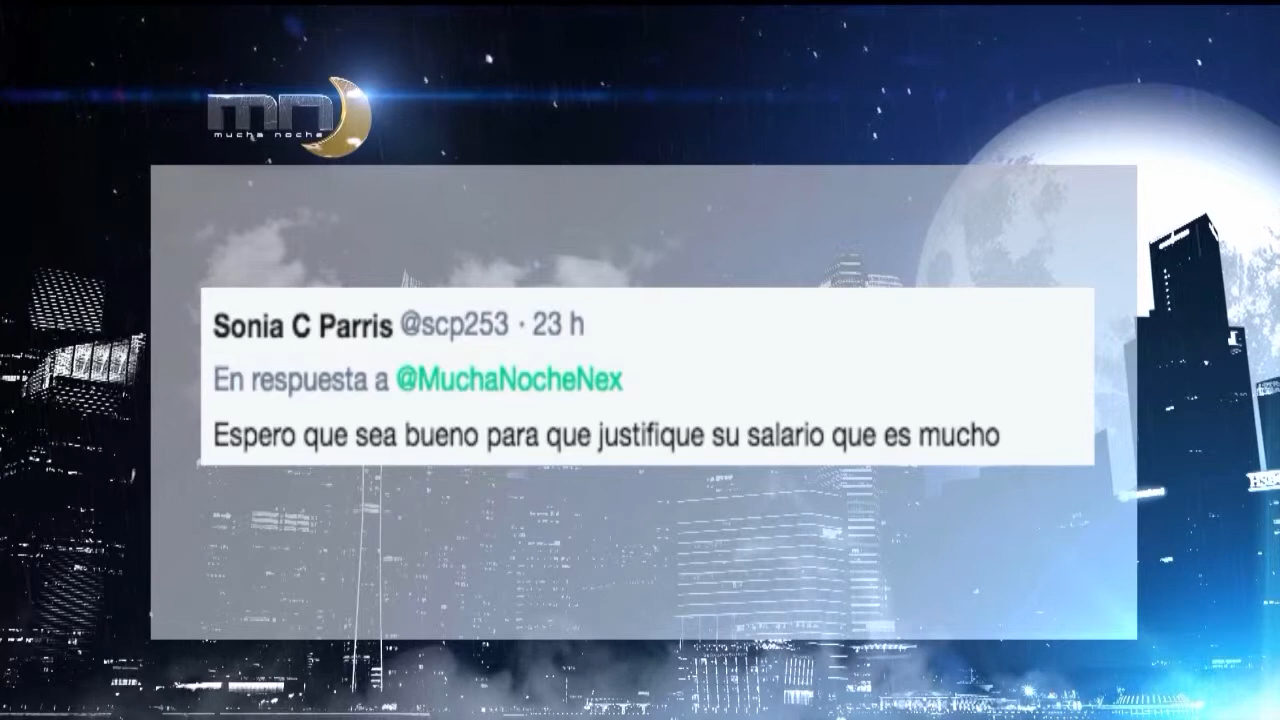 mn
mucha noche
Sonia C Parris @scp253 · 23 h
En respuesta a @MuchaNocheNex
Espero que sea bueno para que justifique su salario que es mucho